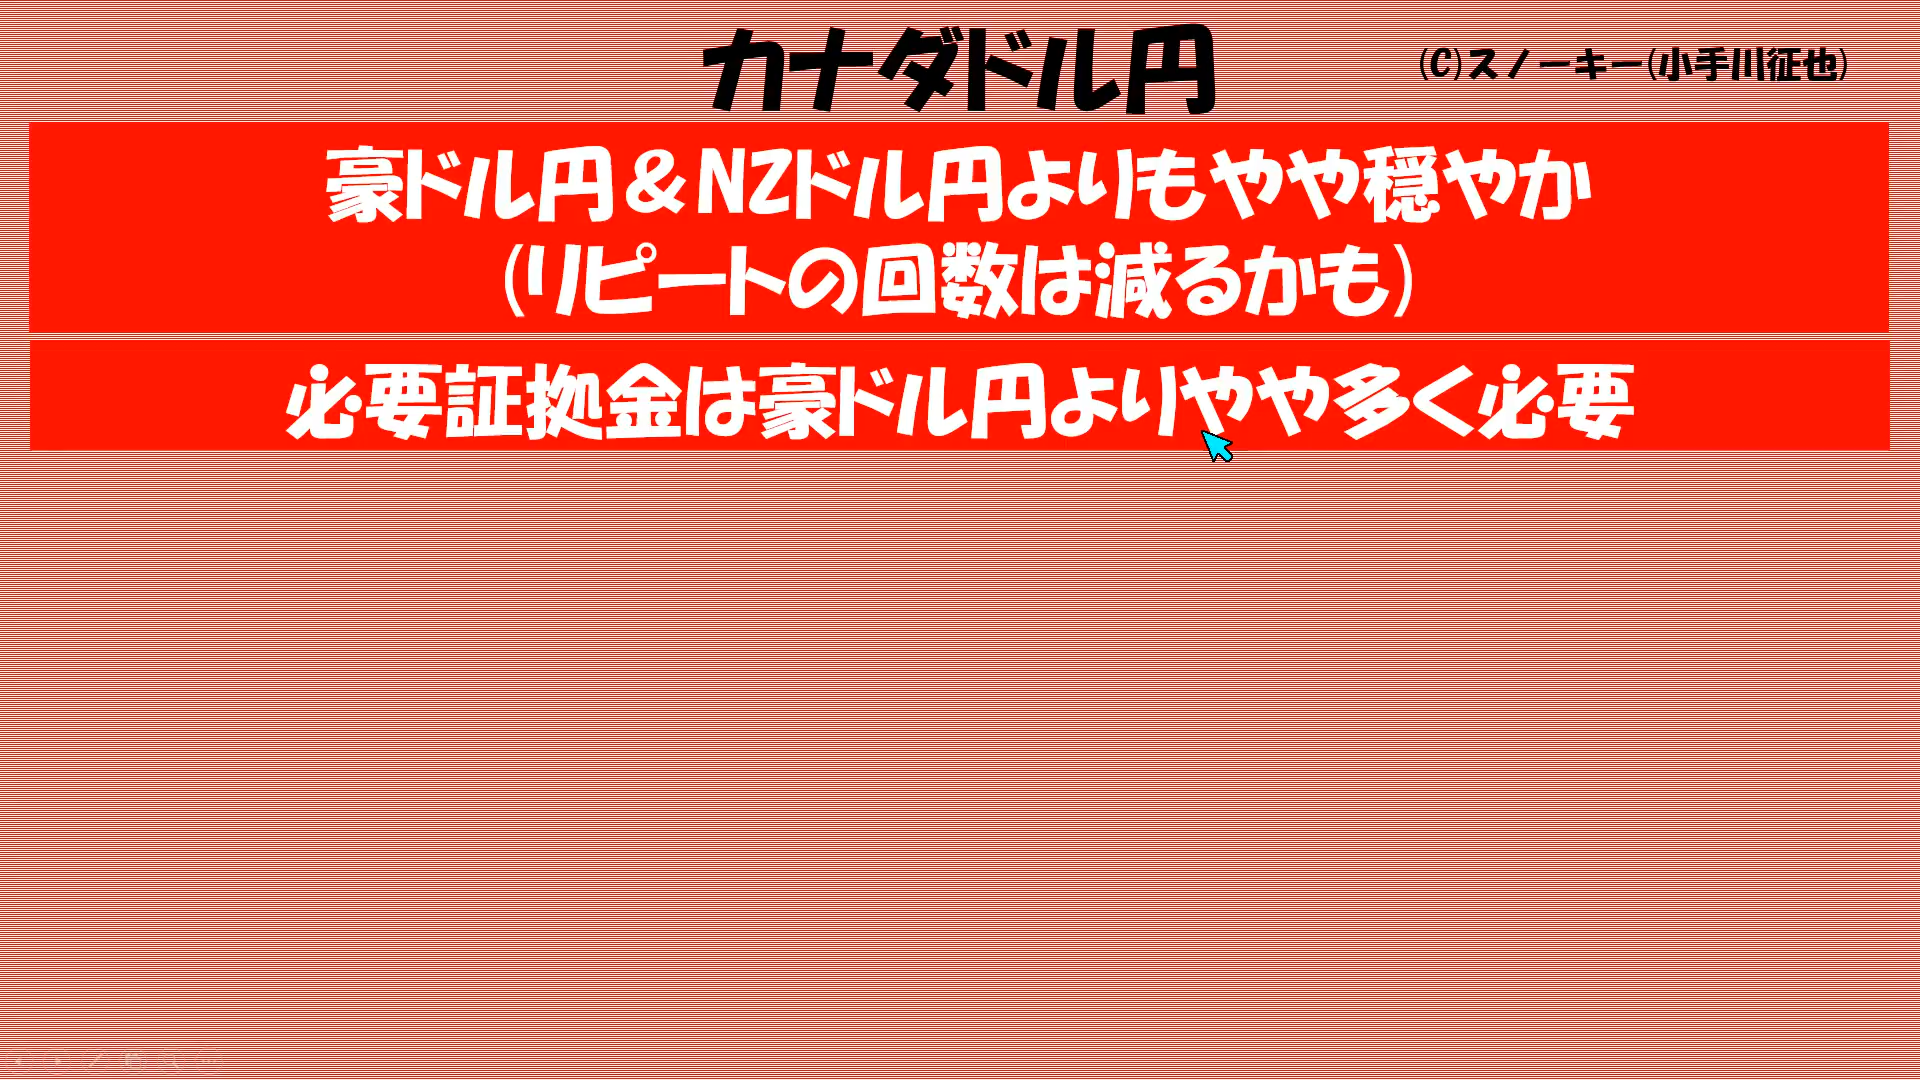 カナダドル円
(C)スノーキー(小手川征也)
豪ドル円＆NZドル円よりもやや穏やか
(リピートの回数は減るかも)
必要証拠金は豪ドル円よりやや多く必要